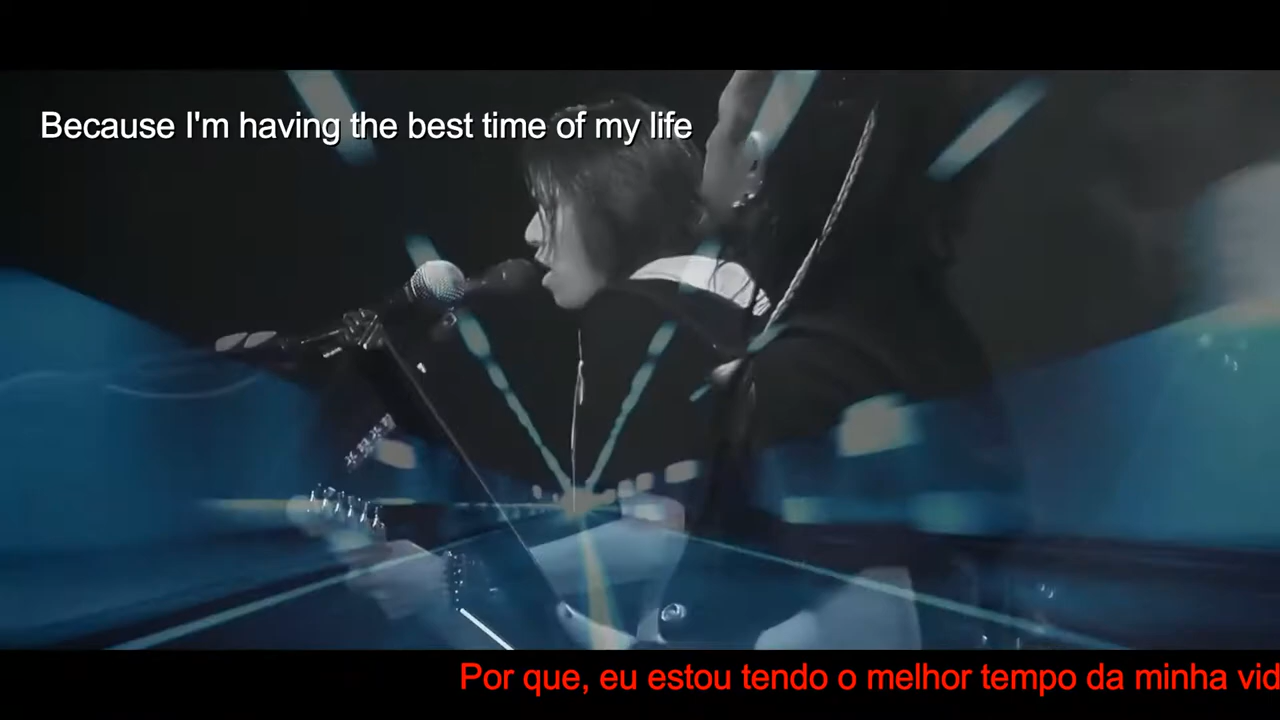 Because I'm having the best time of my life
Por que, eu estou tendo o melhor tempo da minha vid